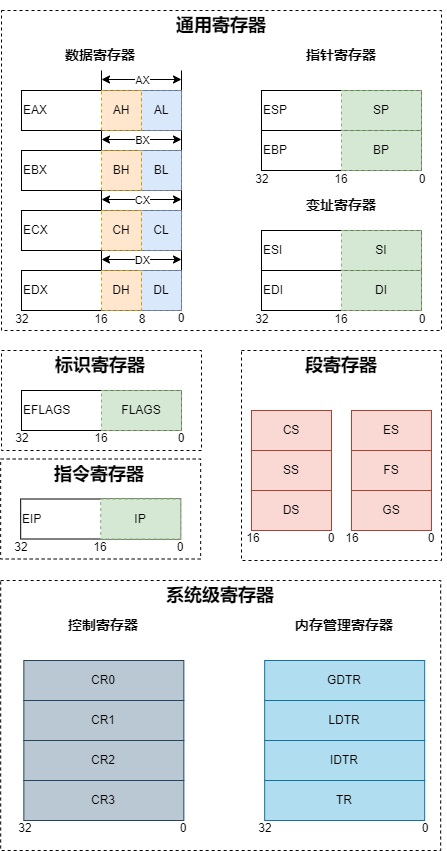 通用寄存器
数据寄存器
AX
EAX AH AL
BX
EBX BH BL
CX
ECX CH CL
DX
EDX DH DL
32 16 8 0
指针寄存器
ESP SP
EBP BP
32 16 0
变址寄存器
ESI SI
EDI DI
32 16 0
标识寄存器
EFLAGS FLAGS
32 16 0
指令寄存器
EIP IP
32 16 0
段寄存器
CS ES
SS FS
DS GS
16 0 16 0
系统级寄存器
控制寄存器
CR0
CR1
CR2
CR3
32 0
内存管理寄存器
GDTR
LDTR
IDTR
TR
32 0